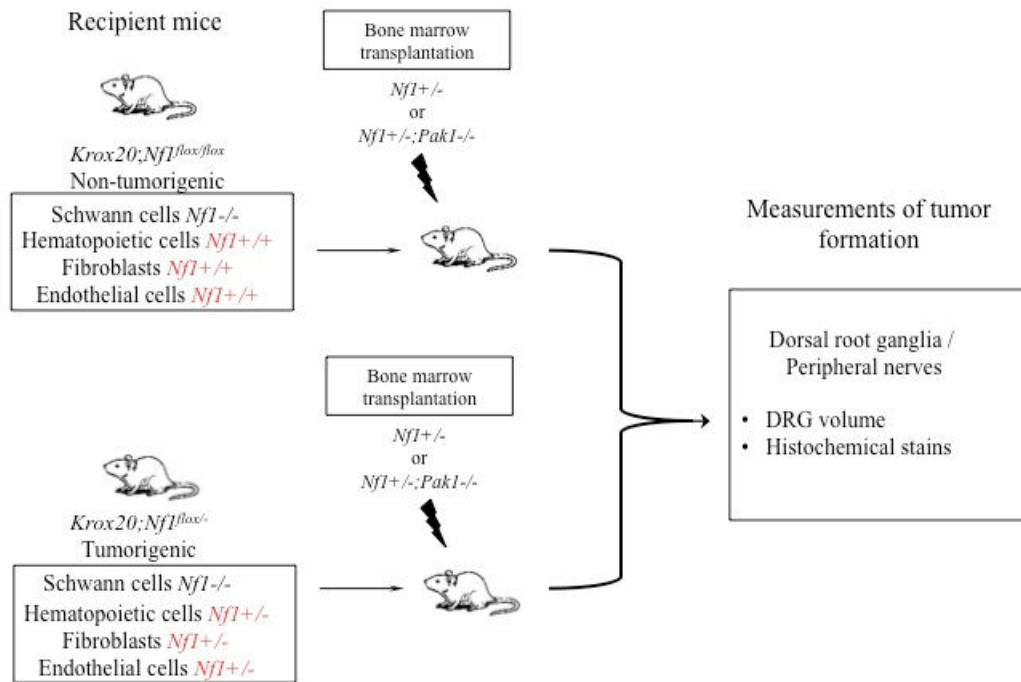 Recipient mice
Krox20;Nf1flox/flox
Non-tumorigenic
Schwann cells Nf1-/-
Hematopoietic cells Nf1+/+
Fibroblasts Nf1+/+
Endothelial cells Nf1+/+
Bone marrow
transplantation
Nf1+/-
or
Nf1+/-;Pak1-/-
Krox20;Nf1flox/-
Tumorigenic
Schwann cells Nf1-/-
Hematopoietic cells Nf1+/-
Fibroblasts Nf1+/-
Endothelial cells Nf1+/-
Bone marrow
transplantation
Nf1+/-
or
Nf1+/-;Pak1-/-
Measurements of tumor
formation
Dorsal root ganglia /
Peripheral nerves
• DRG volume
• Histochemical stains